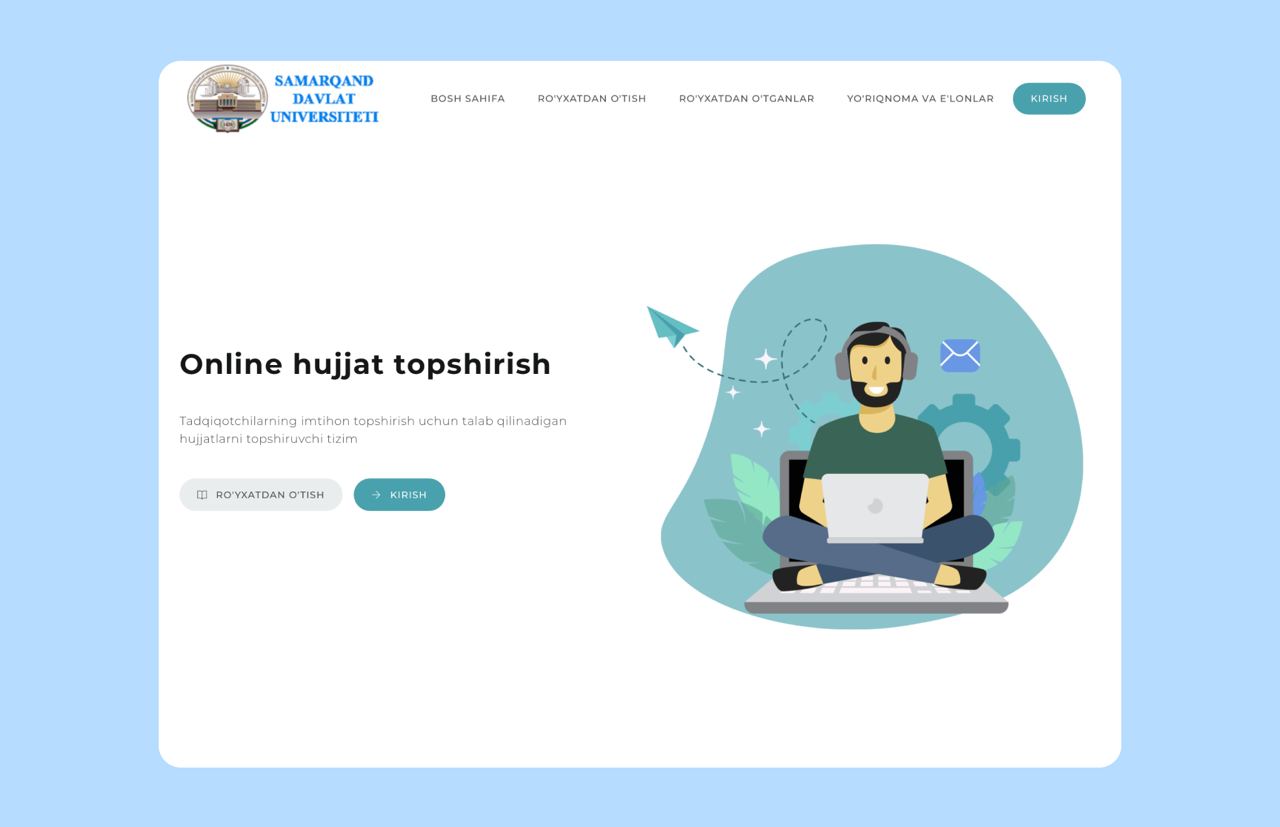 SAMARQAND
DAVLAT
UNIVERSITETI
BOSH SAHIFA
RO'YXATDAN O'TISH
RO'YXATDAN O'TGANLAR
YO'RIQNOMA VA E'LONLAR
KIRISH
Online hujjat topshirish
Tadqiqotchilarning imtihon topshirish uchun talab qilinadigan
hujjatlarni topshiruvchi tizim
RO'YXATDAN O'TISH
KIRISH